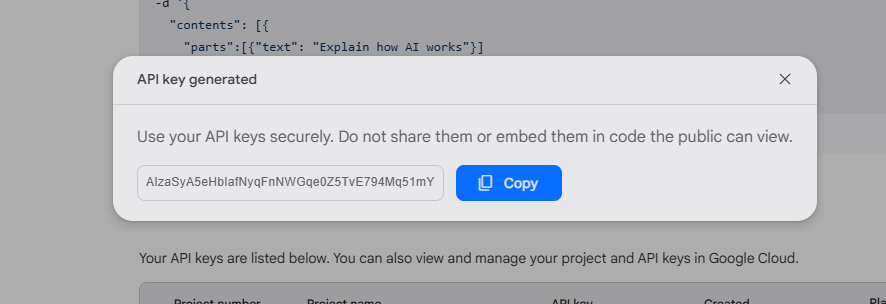 -d '{
"contents": [{
"parts":[{"text": "Explain how AI works"}]
API key generated
Use your API keys securely. Do not share them or embed them in code the public can view.
AIzaSyA5eHbIafNyqFnNWGqe0Z5TvE794Mq51mY
Copy
Your API keys are listed below. You can also view and manage your project and API keys in Google Cloud.
Project number Project name API key Created